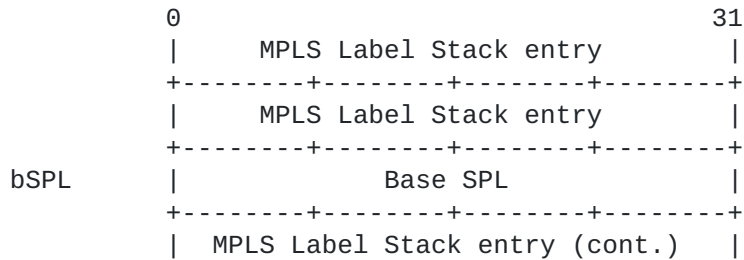 0                                  31
|     MPLS Label Stack entry        |
+--------+--------+--------+--------+
|     MPLS Label Stack entry        |
+--------+--------+--------+--------+
bSPL      |             Base SPL              |
+--------+--------+--------+--------+
|  MPLS Label Stack entry (cont.)   |